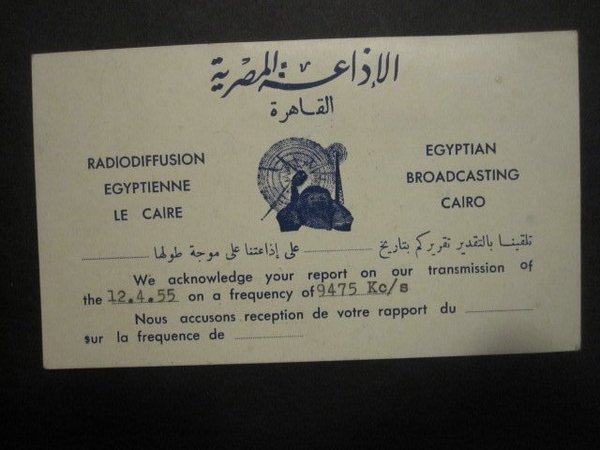 الإذاعة المصرية
القاهرة
RADIODIFFUSION
EGYPTIENNE
LE CAIRE
EGYPTIAN
BROADCASTING
CAIRO
تلقينا بالتقدير تقريركم بتاريخ ............ على إذاعتنا على موجة طولها ............
We acknowledge your report on our transmission of
the 12.4.55 on a frequency of 9475 Kc/s
Nous accusons reception de votre rapport du ............
sur la frequence de ............